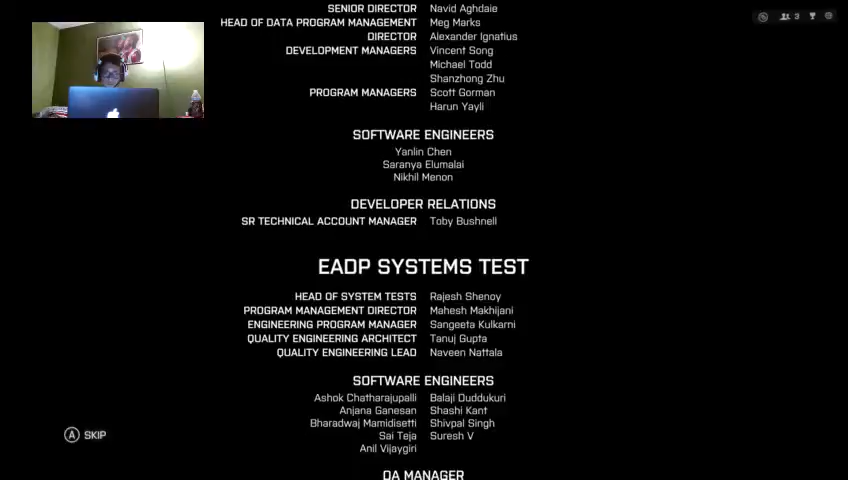 SENIOR DIRECTOR Navid Aghdaie
3
HEAD OF DATA PROGRAM MANAGEMENT Meg Marks
DIRECTOR Alexander Ignatius
DEVELOPMENT MANAGERS Vincent Song
Michael Todd
Shanzhong Zhu
PROGRAM MANAGERS Scott Gorman
Harun Yayli
SOFTWARE ENGINEERS
Yanlin Chen
Saranya Elumalai
Nikhil Menon
DEVELOPER RELATIONS
SR TECHNICAL ACCOUNT MANAGER Toby Bushnell
EADP SYSTEMS TEST
HEAD OF SYSTEM TESTS Rajesh Shenoy
PROGRAM MANAGEMENT DIRECTOR Mahesh Makhijani
ENGINEERING PROGRAM MANAGER Sangeeta Kulkarni
QUALITY ENGINEERING ARCHITECT Tanuj Gupta
QUALITY ENGINEERING LEAD Naveen Nattala
SOFTWARE ENGINEERS
Ashok Chatharajupalli Balaji Duddukuri
Anjana Ganesan Shashi Kant
Bharadwaj Mamidisetti Shivpal Singh
Sai Teja Suresh V
Anil Vijaygiri
A SKIP
QA MANAGER